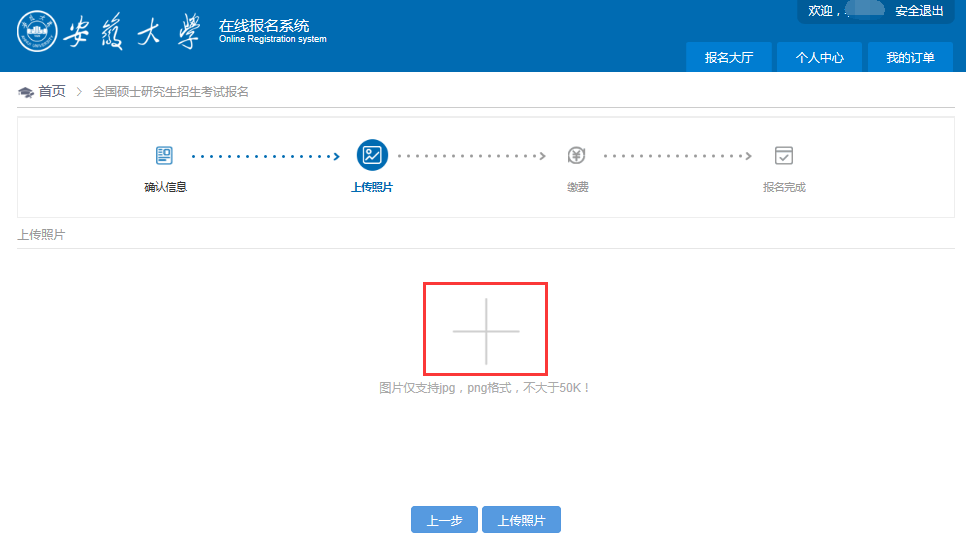 欢迎, 安全退出
安徽大学
在线报名系统
Online Registration system
报名大厅 个人中心 我的订单
首页 全国硕士研究生招生考试报名
确认信息 上传照片 缴费 报名完成
上传照片
图片仅支持jpg，png格式，不大于50K！
上一步 上传照片